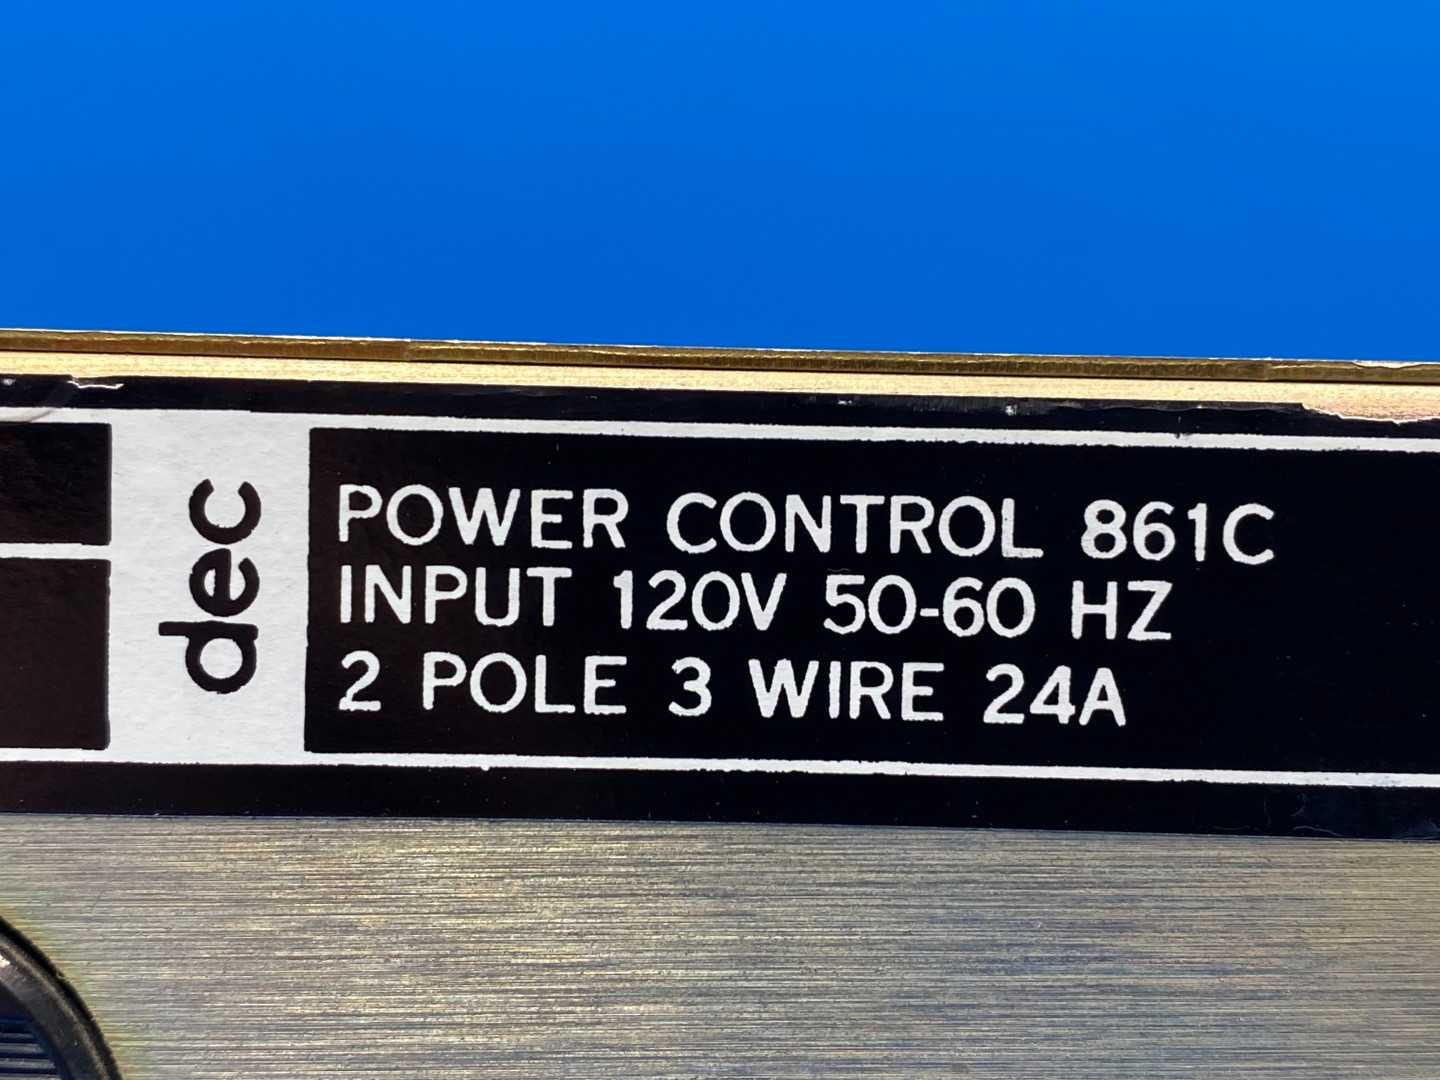 dec
POWER CONTROL 861C
INPUT 120V 50-60 HZ
2 POLE 3 WIRE 24A